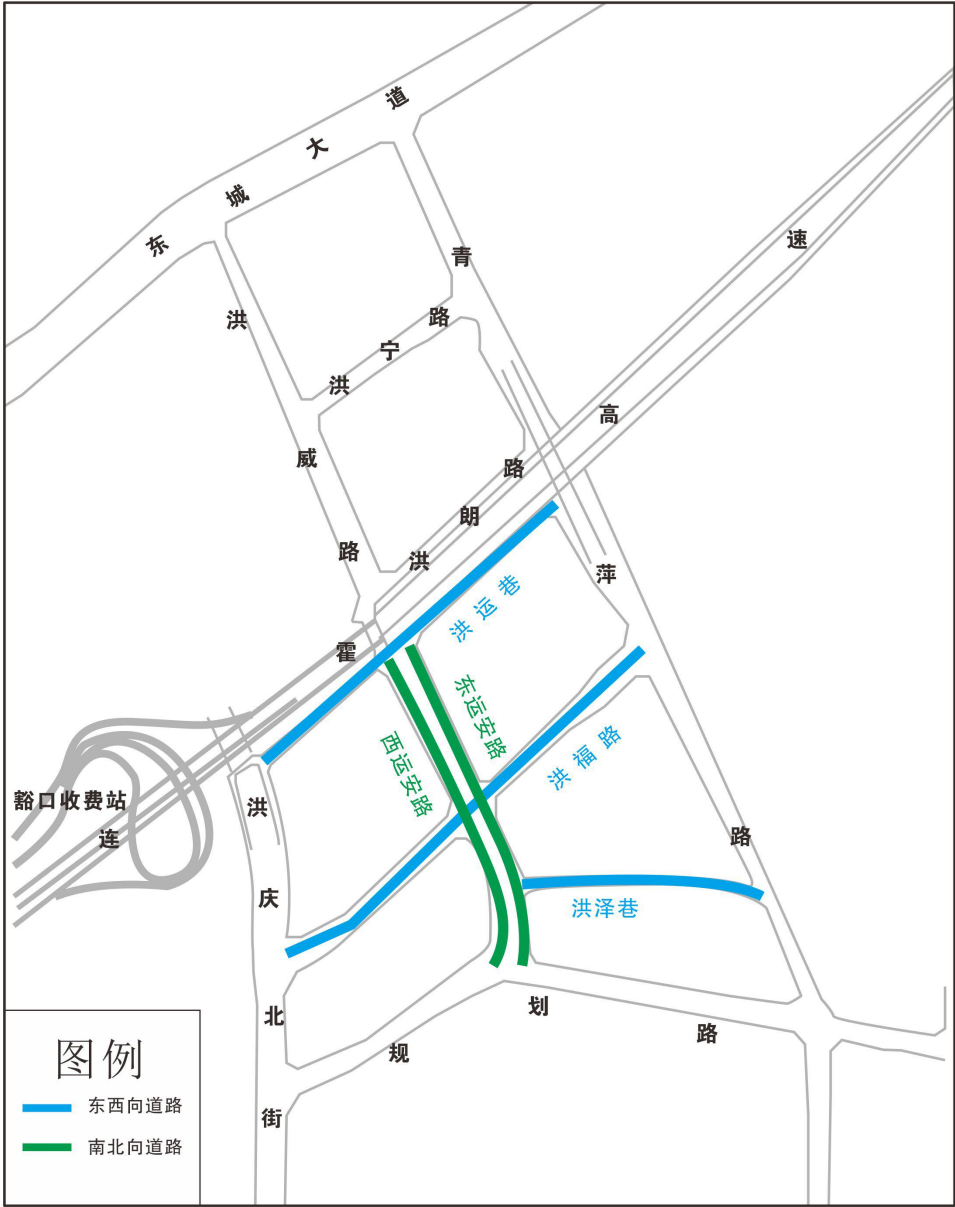 东城大道
青萍路
洪威路
洪宁路
洪朗路
霍连高速
洪运巷
东运安路
西运安路
洪福路
豁口收费站
洪庆北街
洪泽巷
规划路
图例
东西向道路
南北向道路